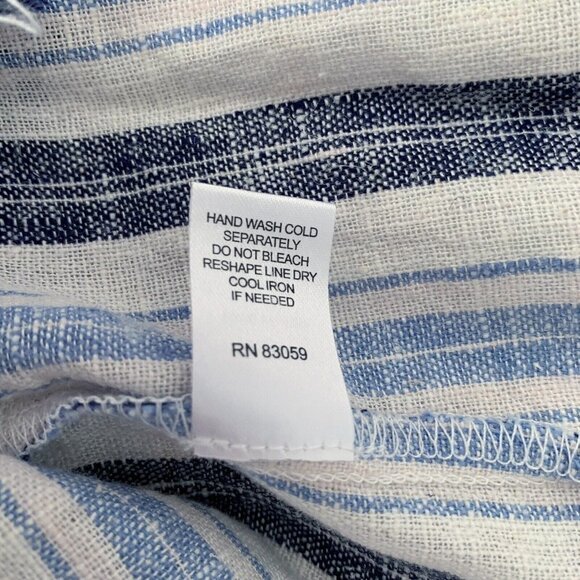 HAND WASH COLD
SEPARATELY
DO NOT BLEACH
RESHAPE LINE DRY
COOL IRON
IF NEEDED
RN 83059